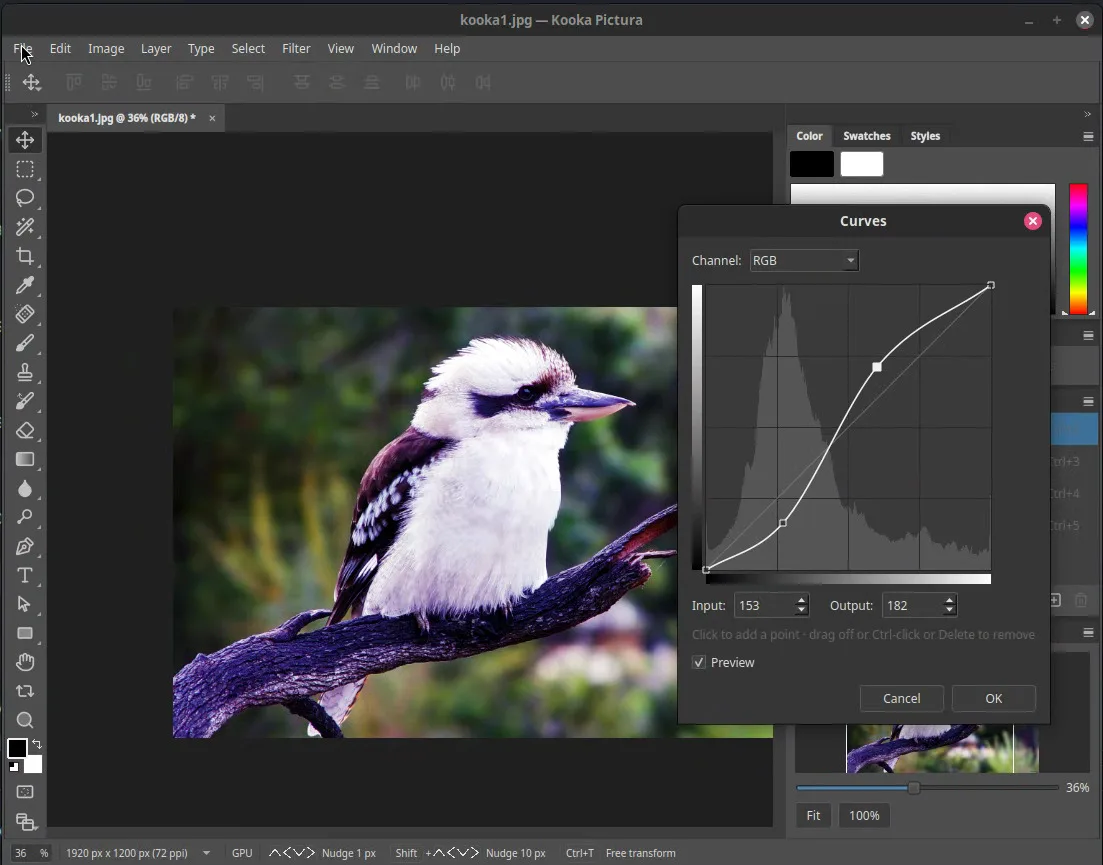 kooka1.jpg — Kooka Pictura
File Edit Image Layer Type Select Filter View Window Help
kooka1.jpg @ 36% (RGB/8) *
Color Swatches Styles
Curves
Channel: RGB
Ctrl+3
Ctrl+4
Ctrl+5
Input: 153 Output: 182
Click to add a point - drag off or Ctrl-click or Delete to remove
Preview
Cancel OK
36%
Fit 100%
36 % 1920 px x 1200 px (72 ppi) GPU Nudge 1 px Shift + Nudge 10 px Ctrl+T Free transform